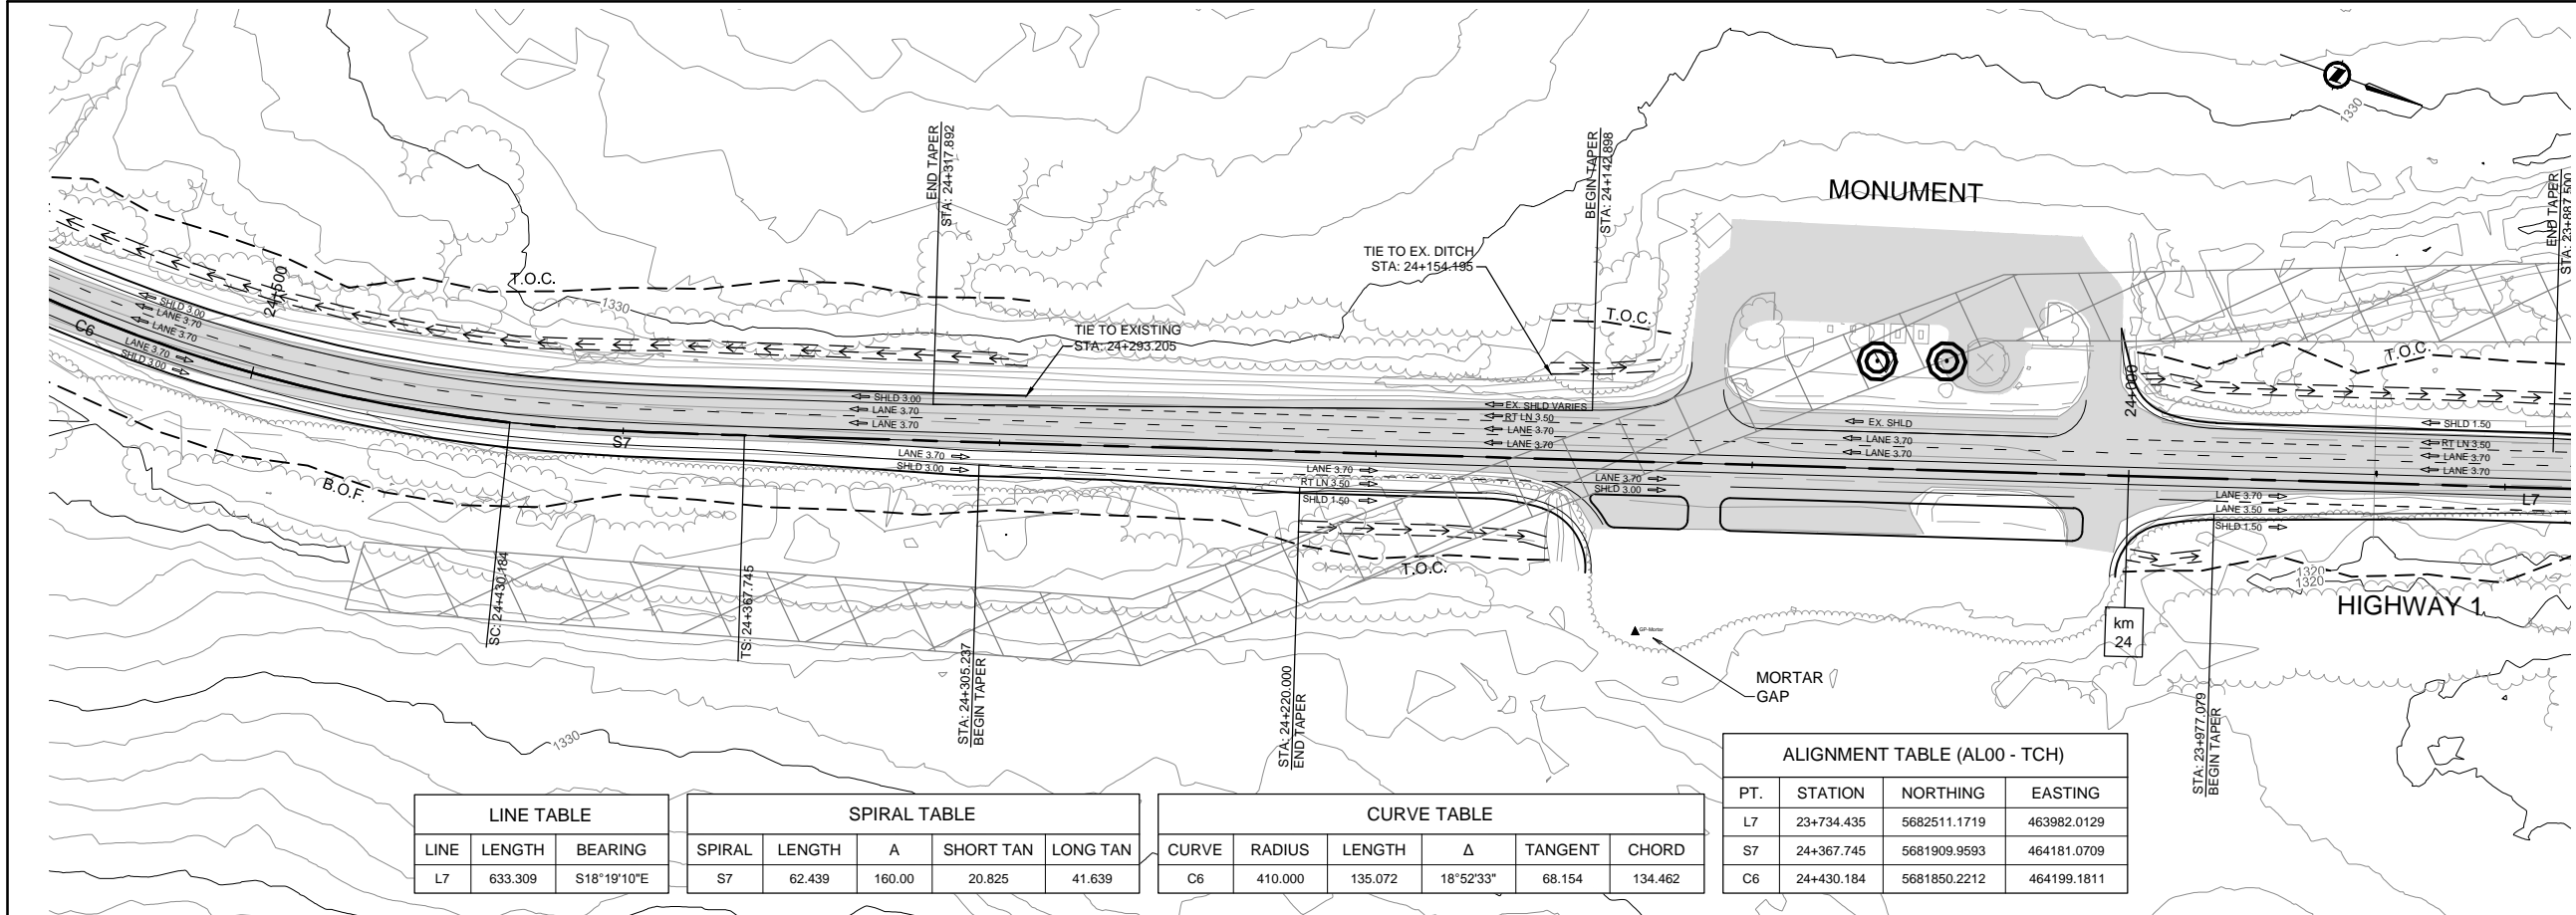 1330
MONUMENT
END TAPER
STA: 24+317.892
BEGIN TAPER
STA: 24+142.898
END TAPER
STA: 23+887.500
TIE TO EX. DITCH
STA: 24+154.195
T.O.C.
1330
T.O.C.
T.O.C.
24+500
TIE TO EXISTING
STA: 24+293.205
24+000
C6
SHLD 3.00
LANE 3.70
LANE 3.70
LANE 3.70
SHLD 3.00
SHLD 3.00
LANE 3.70
LANE 3.70
EX. SHLD VARIES
RT LN 3.50
LANE 3.70
LANE 3.70
EX. SHLD
LANE 3.70
LANE 3.70
SHLD 1.50
RT LN 3.50
LANE 3.70
LANE 3.70
S7
LANE 3.70
SHLD 3.00
LANE 3.70
RT LN 3.50
SHLD 1.50
LANE 3.70
SHLD 3.00
LANE 3.70
LANE 3.50
SHLD 1.50
L7
B.O.F.
T.O.C.
SC: 24+430.184
TS: 24+367.745
STA: 24+305.237
BEGIN TAPER
STA: 24+220.000
END TAPER
GP-Mortar
MORTAR
GAP
km
24
1320
1320
HIGHWAY 1
STA: 23+977.079
BEGIN TAPER
1330
LINE TABLE
LINE LENGTH BEARING
L7 633.309 S18°19'10"E
SPIRAL TABLE
SPIRAL LENGTH A SHORT TAN LONG TAN
S7 62.439 160.00 20.825 41.639
CURVE TABLE
CURVE RADIUS LENGTH Δ TANGENT CHORD
C6 410.000 135.072 18°52'33" 68.154 134.462
ALIGNMENT TABLE (AL00 - TCH)
PT. STATION NORTHING EASTING
L7 23+734.435 5682511.1719 463982.0129
S7 24+367.745 5681909.9593 464181.0709
C6 24+430.184 5681850.2212 464199.1811